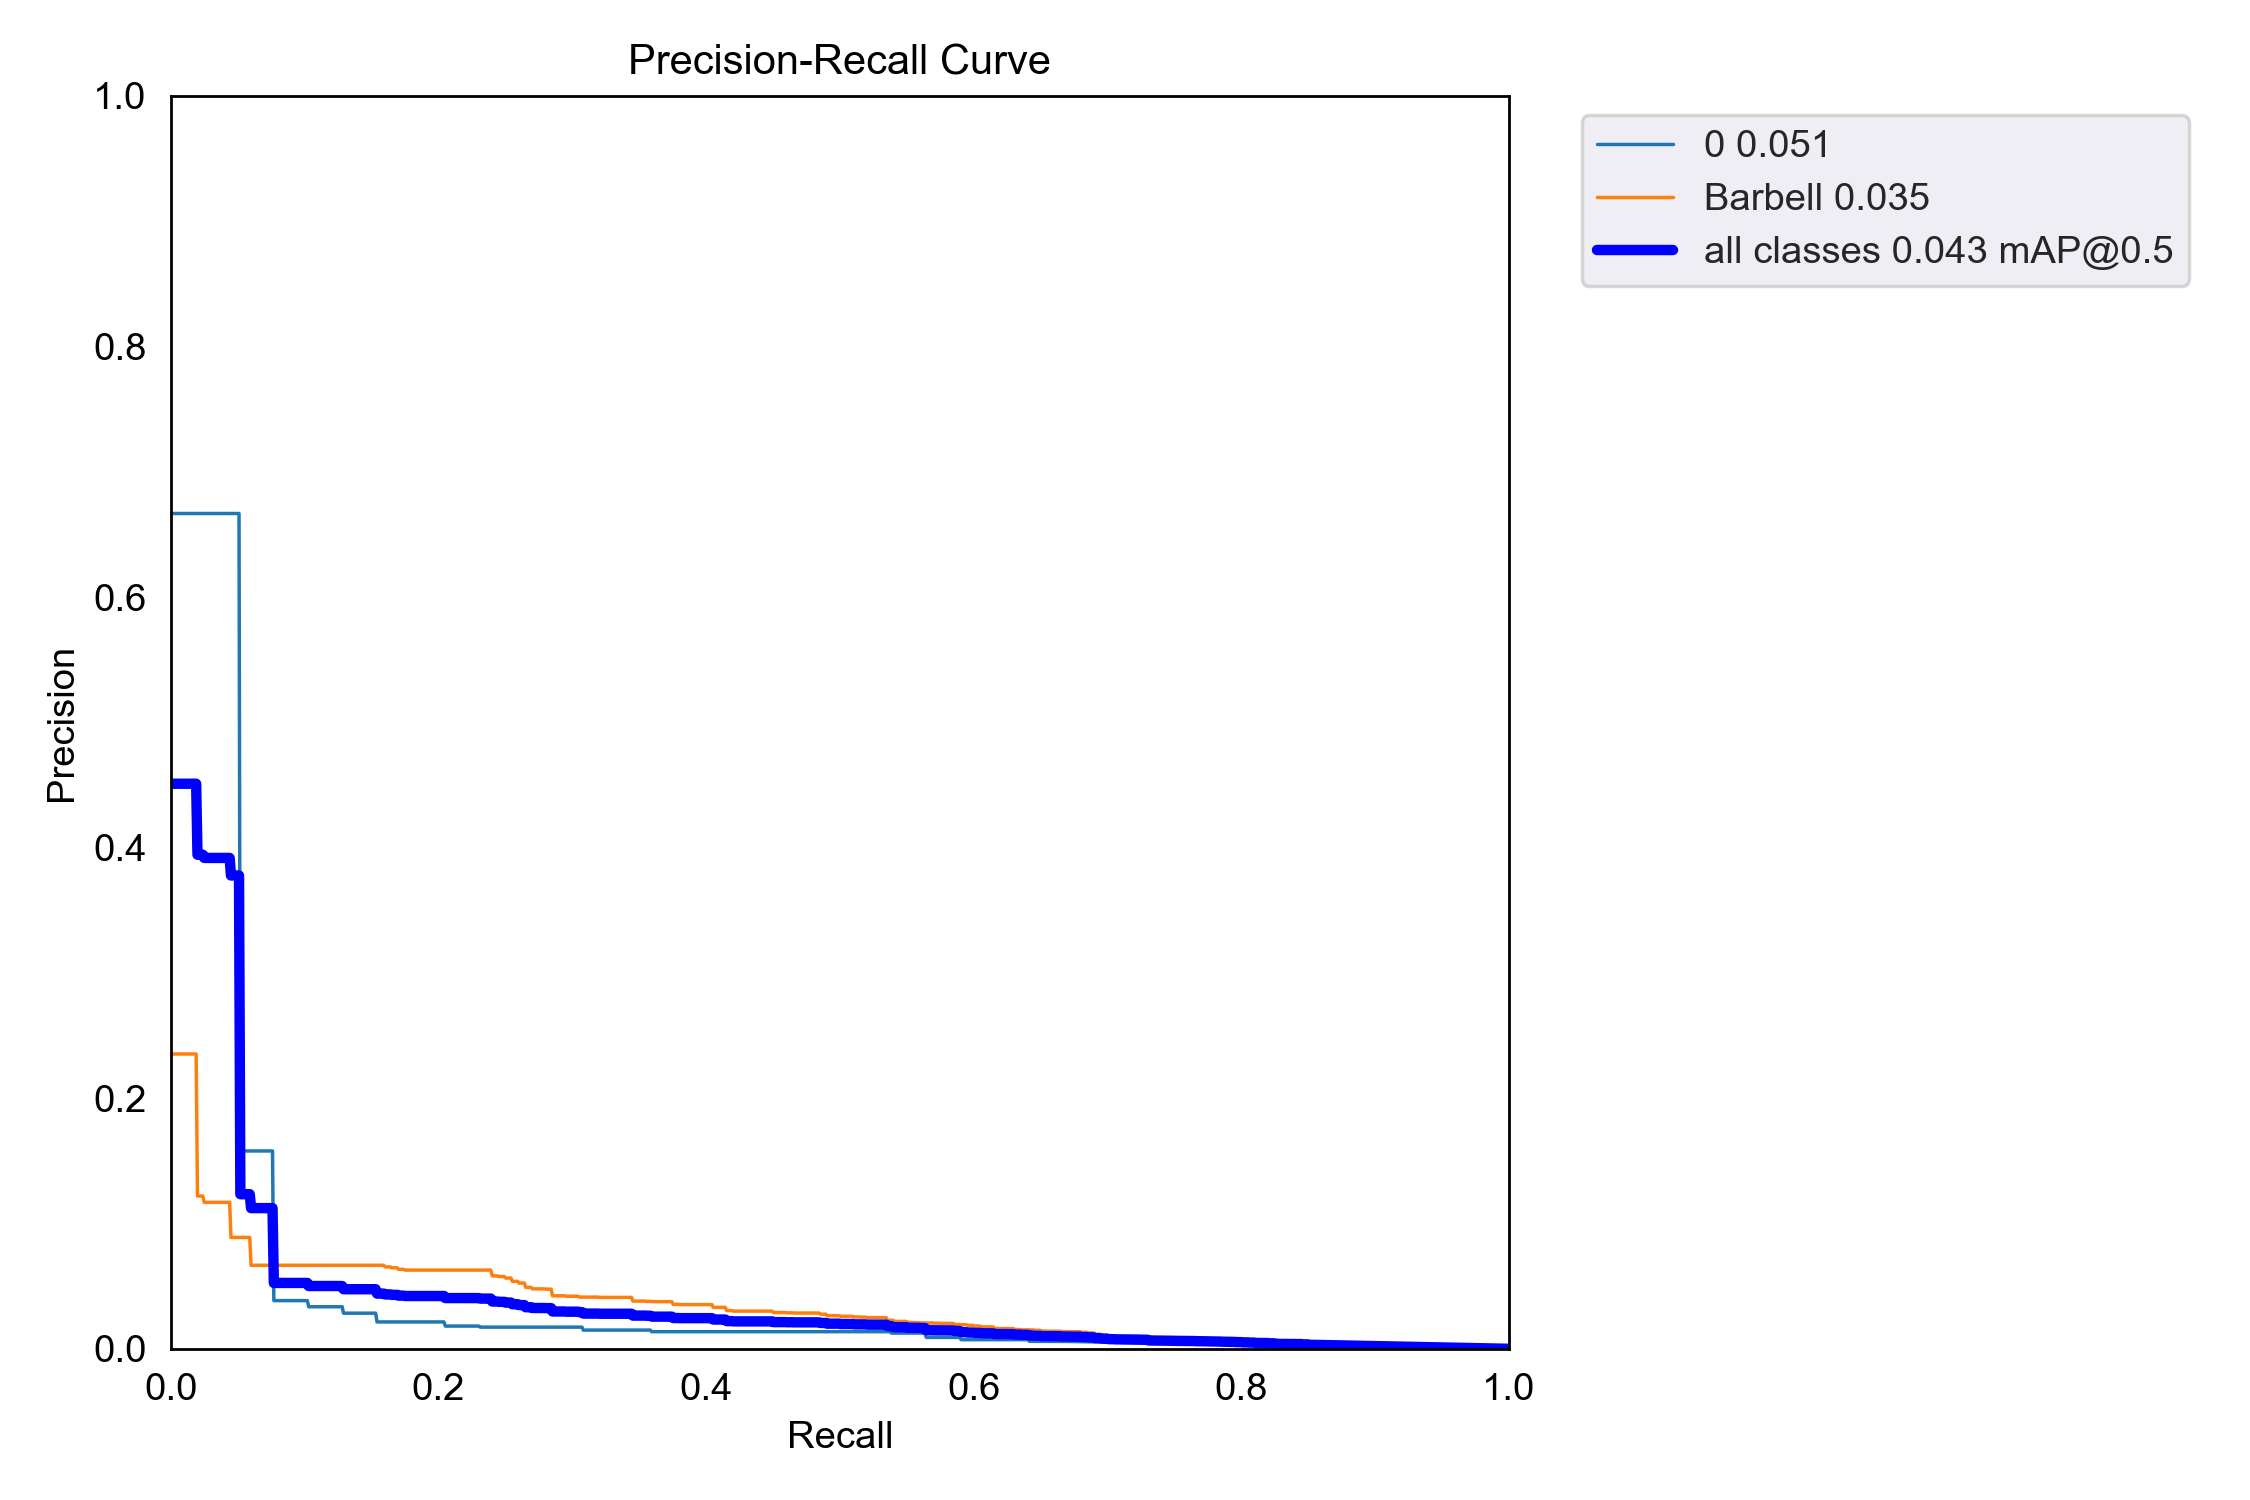 Precision-Recall Curve
1.0
0.8
0.6
0.4
0.2
0.0
Precision
0.0 0.2 0.4 0.6 0.8 1.0
Recall
0 0.051
Barbell 0.035
all classes 0.043 mAP@0.5